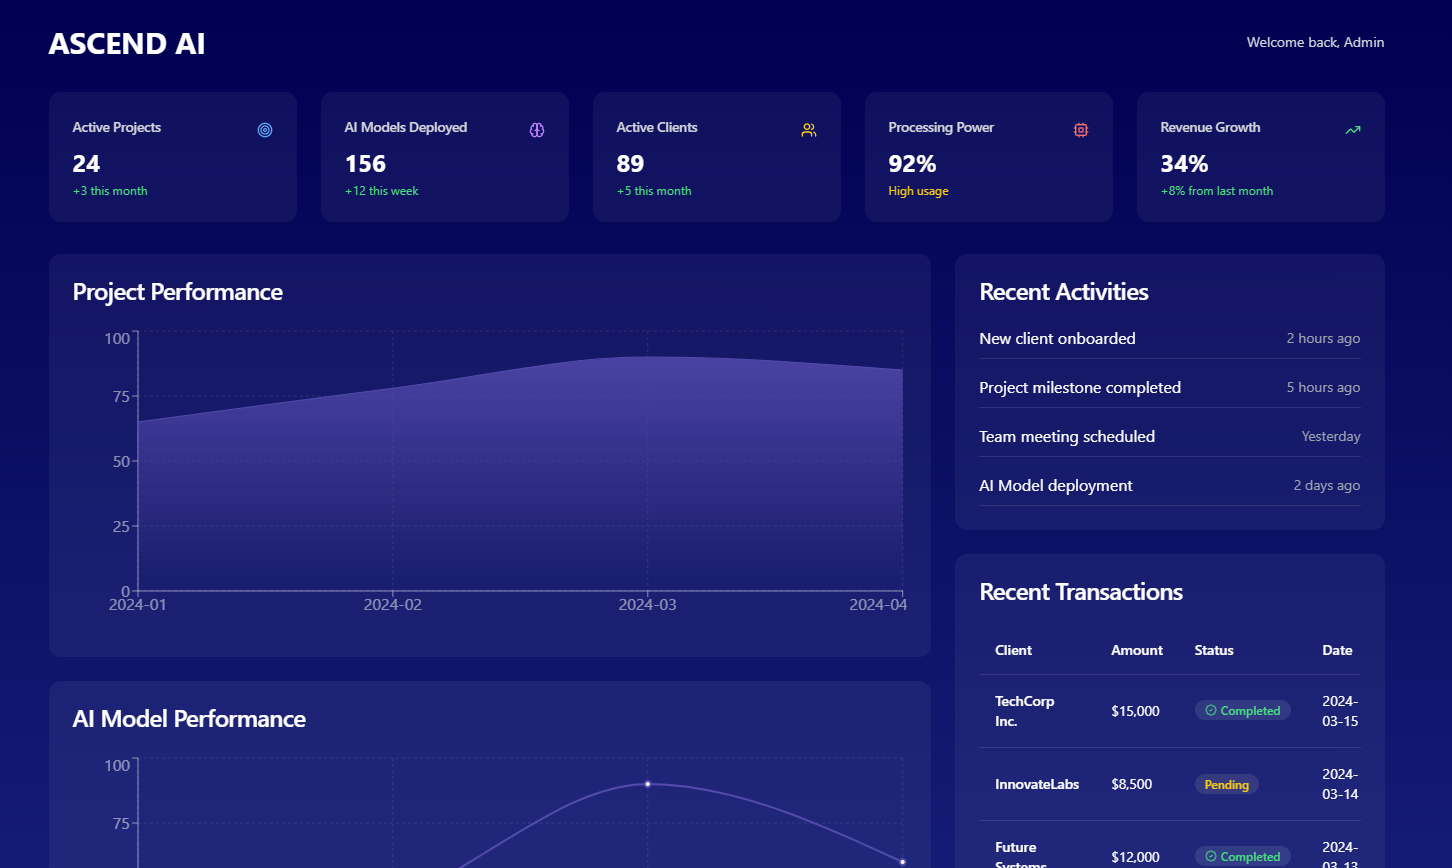 ASCEND AI
Welcome back, Admin
Active Projects
24
+3 this month
AI Models Deployed
156
+12 this week
Active Clients
89
+5 this month
Processing Power
92%
High usage
Revenue Growth
34%
+8% from last month
Project Performance
100
75
50
25
0
2024-01
2024-02
2024-03
2024-04
AI Model Performance
100
75
Recent Activities
New client onboarded
2 hours ago
Project milestone completed
5 hours ago
Team meeting scheduled
Yesterday
AI Model deployment
2 days ago
Recent Transactions
Client Amount Status Date
TechCorp
Inc.
$15,000
Completed
2024-
03-15
InnovateLabs
$8,500
Pending
2024-
03-14
Future
Systems
$12,000
Completed
2024-
03-13